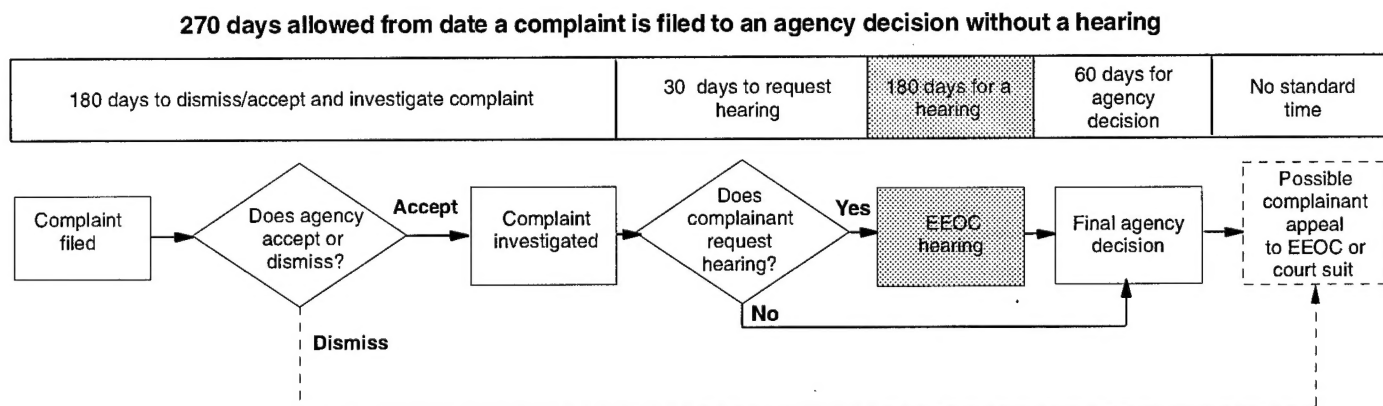 270 days allowed from date a complaint is filed to an agency decision without a hearing
180 days to dismiss/accept and investigate complaint
30 days to request
hearing
180 days for a
hearing
60 days for
agency
decision
No standard
time
Complaint
filed
Does agency
accept or
dismiss?
Accept
Complaint
investigated
Does
complainant
request
hearing?
Yes
EEOC
hearing
Final agency
decision
Possible
complainant
appeal
to EEOC or
court suit
No
Dismiss